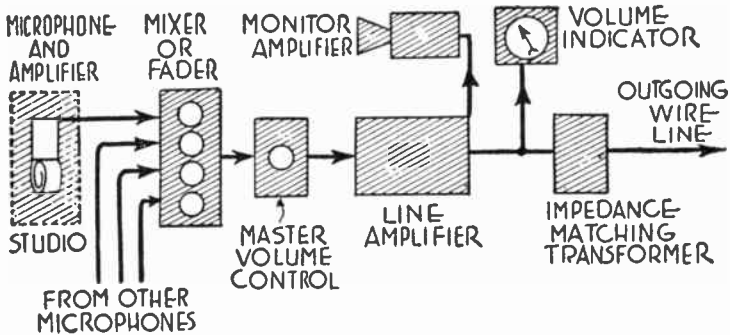 MICROPHONE
AND
AMPLIFIER
MIXER
OR
FADER
MONITOR
AMPLIFIER
VOLUME
INDICATOR
OUTGOING
WIRE-
LINE
STUDIO
MASTER
VOLUME
CONTROL
LINE
AMPLIFIER
IMPEDANCE-
MATCHING
TRANSFORMER
FROM OTHER
MICROPHONES